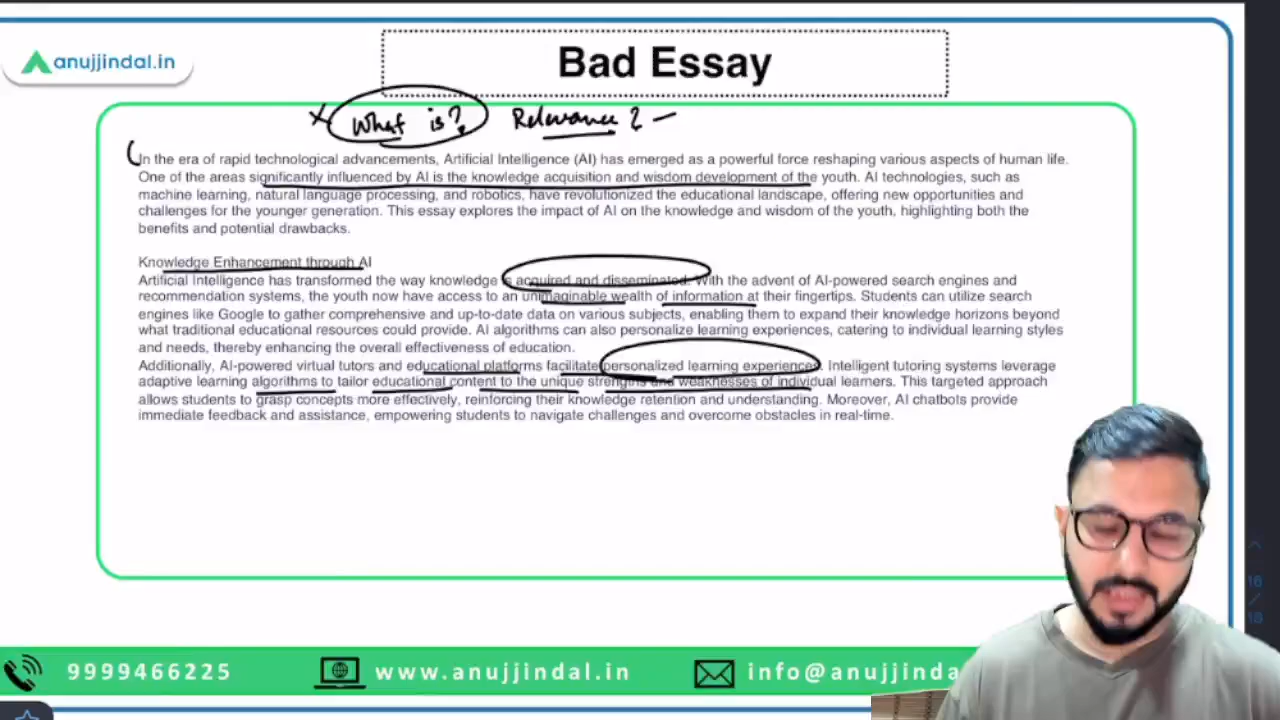 anujjindal.in
Bad Essay
What is? Relevance?
In the era of rapid technological advancements, Artificial Intelligence (AI) has emerged as a powerful force reshaping various aspects of human life.
One of the areas significantly influenced by AI is the knowledge acquisition and wisdom development of the youth. AI technologies, such as
machine learning, natural language processing, and robotics, have revolutionized the educational landscape, offering new opportunities and
challenges for the younger generation. This essay explores the impact of AI on the knowledge and wisdom of the youth, highlighting both the
benefits and potential drawbacks.
Knowledge Enhancement through AI
Artificial Intelligence has transformed the way knowledge is acquired and disseminated. With the advent of AI-powered search engines and
recommendation systems, the youth now have access to an unimaginable wealth of information at their fingertips. Students can utilize search
engines like Google to gather comprehensive and up-to-date data on various subjects, enabling them to expand their knowledge horizons beyond
what traditional educational resources could provide. AI algorithms can also personalize learning experiences, catering to individual learning styles
and needs, thereby enhancing the overall effectiveness of education.
Additionally, AI-powered virtual tutors and educational platforms facilitate personalized learning experiences. Intelligent tutoring systems leverage
adaptive learning algorithms to tailor educational content to the unique strengths and weaknesses of individual learners. This targeted approach
allows students to grasp concepts more effectively, reinforcing their knowledge retention and understanding. Moreover, AI chatbots provide
immediate feedback and assistance, empowering students to navigate challenges and overcome obstacles in real-time.
16
/
18
9999466225 www.anujjindal.in info@anujjinda